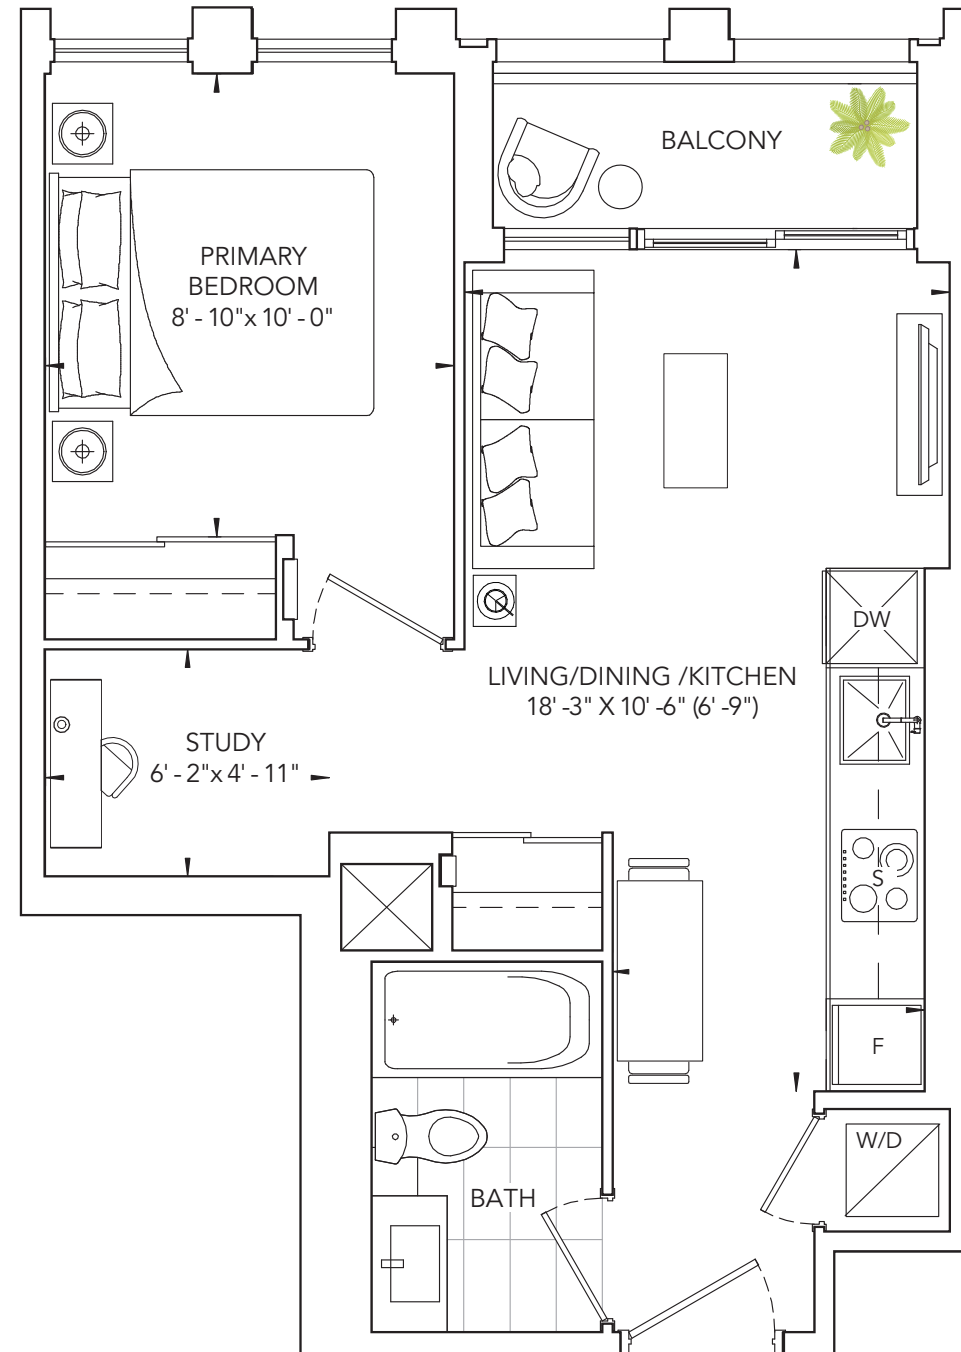 BALCONY
PRIMARY
BEDROOM
8' - 10"x 10' - 0"
DW
LIVING/DINING /KITCHEN
18' -3" X 10' -6" (6' -9")
STUDY
6' - 2"x 4' - 11"
S
F
W/D
BATH